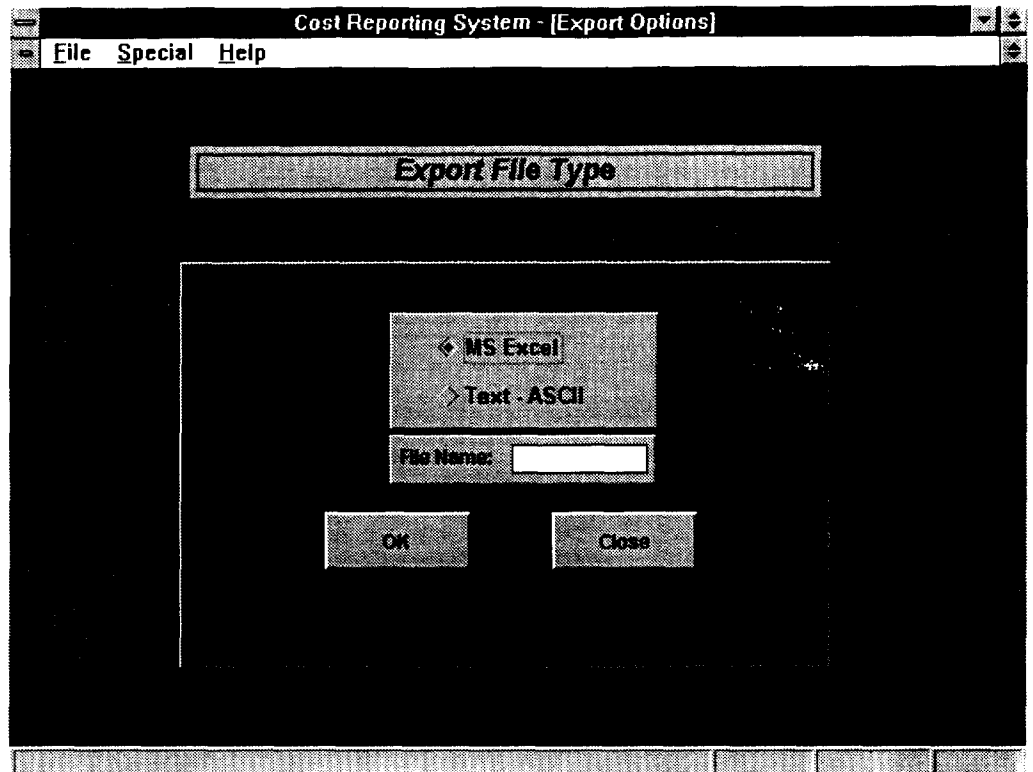 Cost Reporting System - [Export Options]
File Special Help
Export File Type
MS Excel
Text - ASCII
File Name:
OK
Close